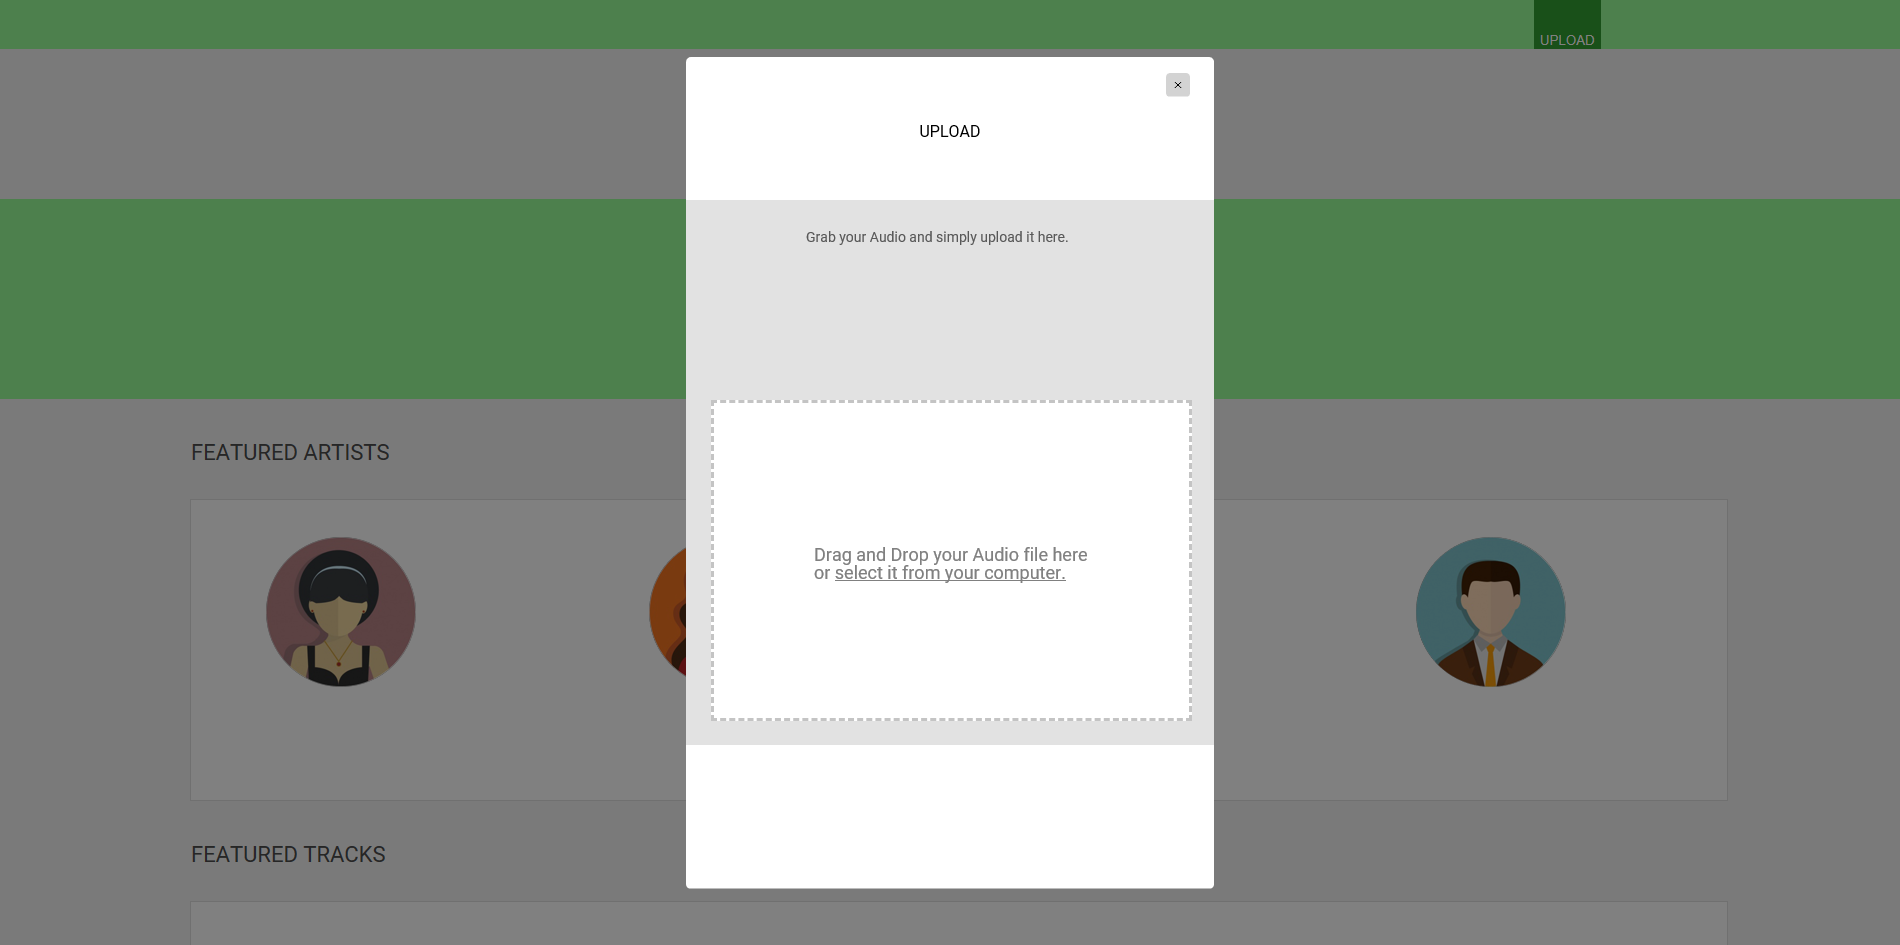 UPLOAD
×
UPLOAD
Grab your Audio and simply upload it here.
FEATURED ARTISTS
Drag and Drop your Audio file here
or select it from your computer.
FEATURED TRACKS